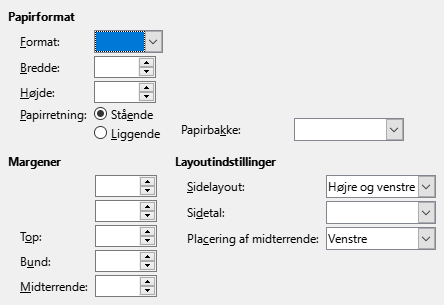 Papirformat
Format:
Bredde:
Højde:
Papirretning: Stående
Liggende Papirbakke:
Margener Layoutindstillinger
Sidelayout: Højre og venstre
Sidetal:
Top: Placering af midterrende: Venstre
Bund:
Midterrende: